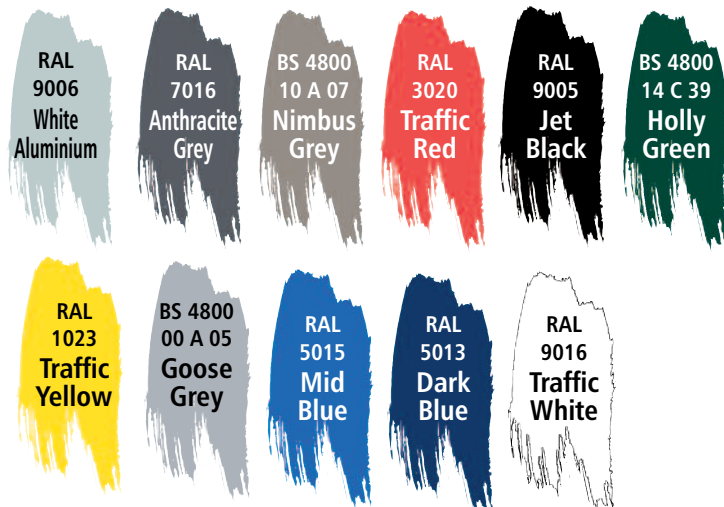 RAL
9006
White
Aluminium
RAL
7016
Anthracite
Grey
BS 4800
10 A 07
Nimbus
Grey
RAL
3020
Traffic
Red
RAL
9005
Jet
Black
BS 4800
14 C 39
Holly
Green
RAL
1023
Traffic
Yellow
BS 4800
00 A 05
Goose
Grey
RAL
5015
Mid
Blue
RAL
5013
Dark
Blue
RAL
9016
Traffic
White